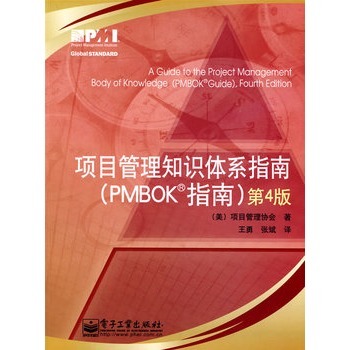 PMI
Project Management Institute
Global STANDARD
A Guide to the Project Management
Body of Knowledge (PMBOK®Guide), Fourth Edition
项目管理知识体系指南
（PMBOK®指南）第4版
（美）项目管理协会 著
王勇 张斌 译
电子工业出版社